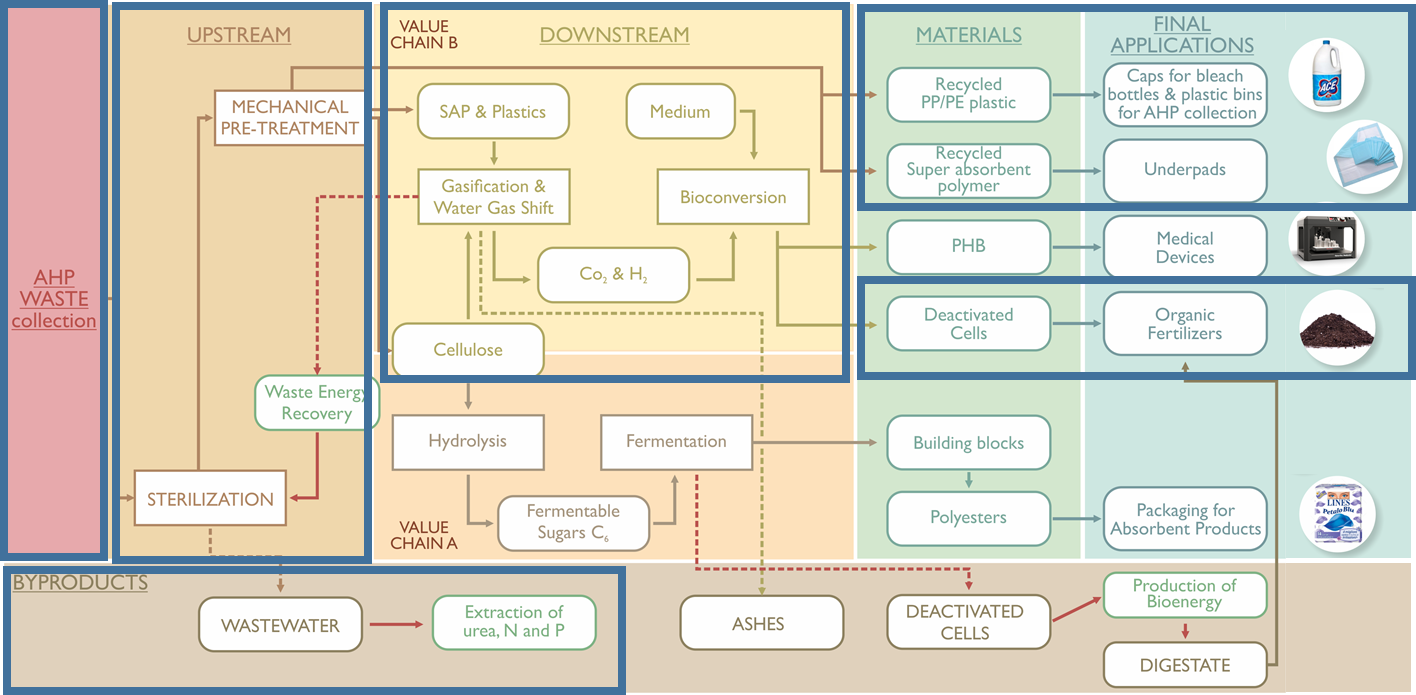 AHP
WASTE
collection
UPSTREAM
MECHANICAL
PRE-TREATMENT
Waste Energy
Recovery
STERILIZATION
VALUE
CHAIN B
DOWNSTREAM
SAP & Plastics
Medium
Gasification &
Water Gas Shift
Bioconversion
Co2 & H2
Cellulose
Hydrolysis
Fermentation
Fermentable
Sugars C6
VALUE
CHAIN A
MATERIALS
FINAL
APPLICATIONS
Recycled
PP/PE plastic
Caps for bleach
bottles & plastic bins
for AHP collection
ACE
Recycled
Super absorbent
polymer
Underpads
PHB
Medical
Devices
Deactivated
Cells
Organic
Fertilizers
Building blocks
Polyesters
Packaging for
Absorbent Products
LINES
Petalo Blu
BYPRODUCTS
WASTEWATER
Extraction of
urea, N and P
ASHES
DEACTIVATED
CELLS
Production of
Bioenergy
DIGESTATE